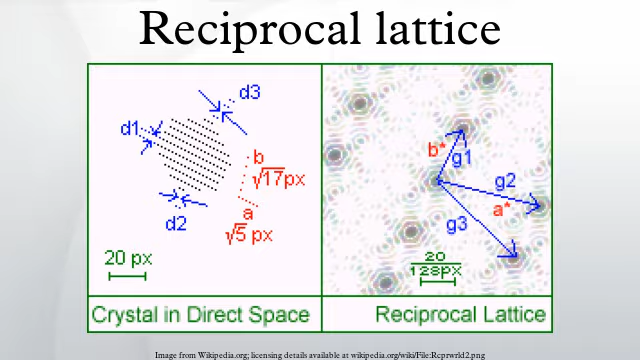 Reciprocal lattice
d3
d1
b
√17px
a
√5 px
d2
20 px
b*
g1
g2
a*
g3
20
128px
Crystal in Direct Space
Reciprocal Lattice
Image from Wikipedia.org; licensing details available at wikipedia.org/wiki/File:Rcprwrld2.png